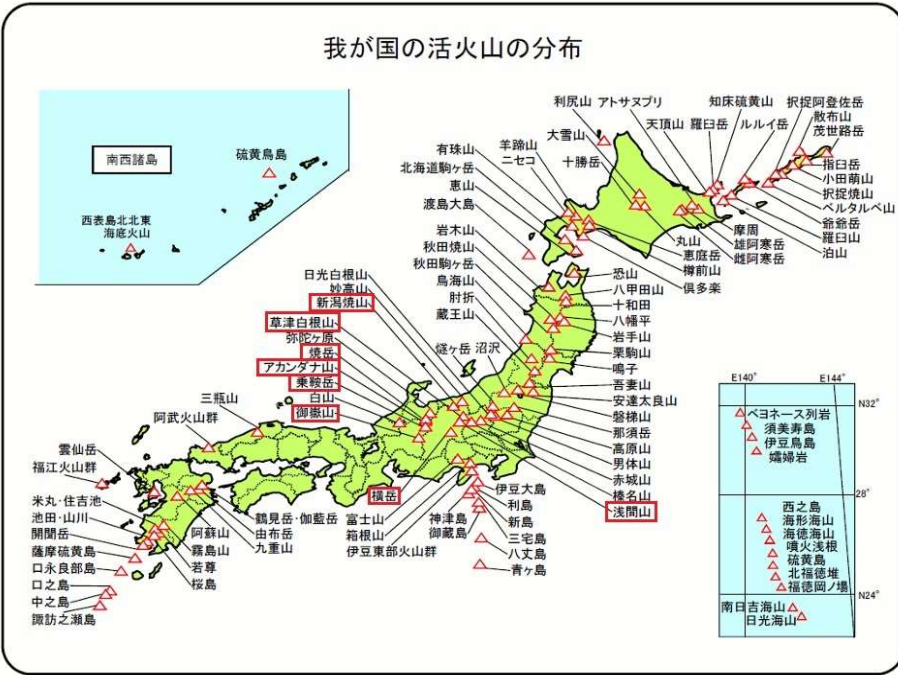 我が国の活火山の分布
南西諸島
硫黄鳥島
西表島北北東
海底火山
利尻山
アトサヌプリ
知床硫黄山
択捉阿登佐岳
大雪山
天頂山
羅臼岳
ルルイ岳
散布山
茂世路岳
有珠山
羊蹄山
ニセコ
十勝岳
北海道駒ヶ岳
恵山
渡島大島
指臼岳
小田萌山
択捉焼山
ベルタルベ山
爺爺岳
羅臼山
泊山
摩周
雄阿寒岳
雌阿寒岳
丸山
恵庭岳
樽前山
倶多楽
岩木山
秋田焼山
秋田駒ヶ岳
鳥海山
肘折
蔵王山
恐山
八甲田山
十和田
八幡平
岩手山
栗駒山
鳴子
吾妻山
安達太良山
磐梯山
那須岳
高原山
男体山
赤城山
榛名山
浅間山
日光白根山
妙高山
新潟焼山
草津白根山
弥陀ヶ原
焼岳
アカンダナ山
乗鞍岳
白山
御嶽山
燧ヶ岳
沼沢
三瓶山
阿武火山群
雲仙岳
福江火山群
米丸・住吉池
池田・山川
開聞岳
薩摩硫黄島
口永良部島
口之島
中之島
諏訪之瀬島
阿蘇山
霧島山
若尊
桜島
鶴見岳・伽藍岳
由布岳
九重山
横岳
富士山
箱根山
伊豆東部火山群
伊豆大島
利島
新島
神津島
御蔵島
三宅島
八丈島
青ヶ島
E140°
E144°
N32°
28°
N24°
ベヨネース列岩
須美寿島
伊豆鳥島
孀婦岩
西之島
海形海山
海徳海山
噴火浅根
硫黄島
北福徳堆
福徳岡ノ場
南日吉海山
日光海山